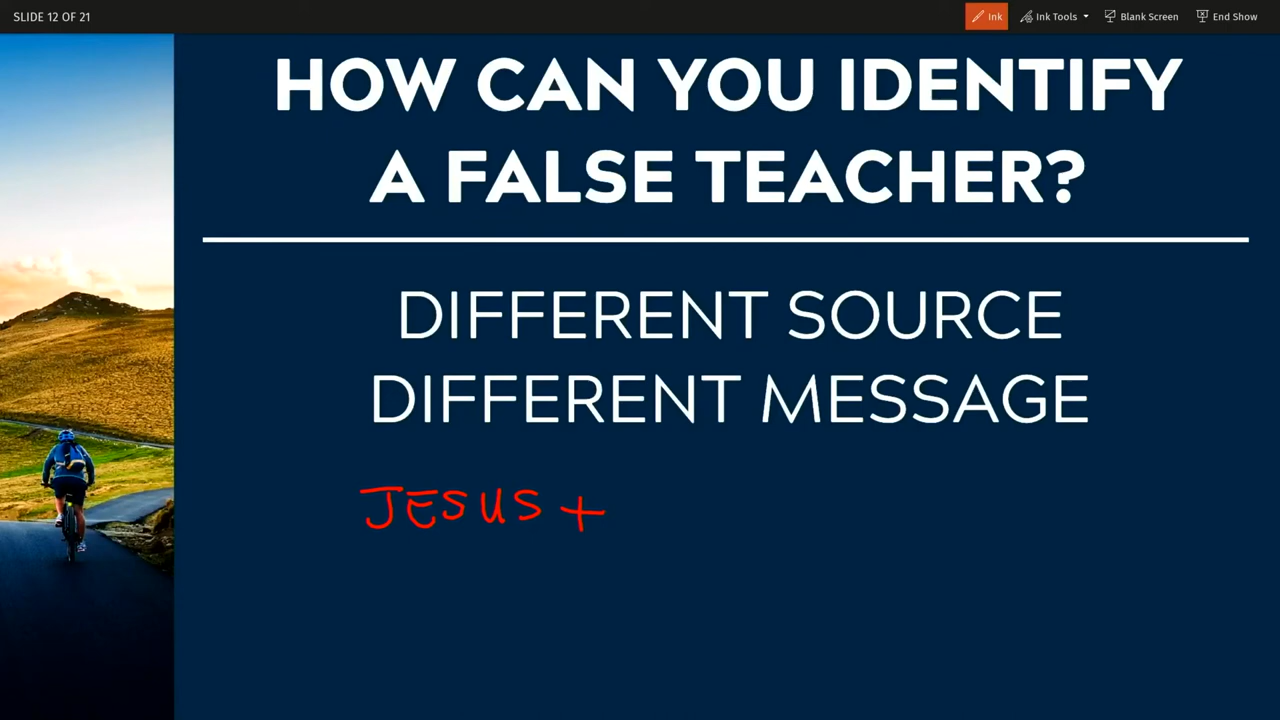 SLIDE 12 OF 21
Ink Ink Tools Blank Screen End Show
HOW CAN YOU IDENTIFY
A FALSE TEACHER?
DIFFERENT SOURCE
DIFFERENT MESSAGE
JESUS +